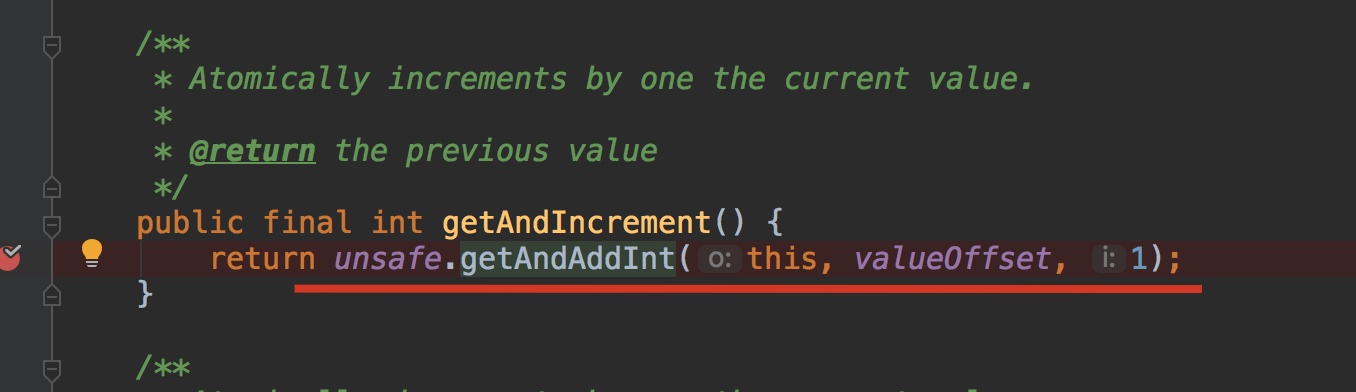 /**
* Atomically increments by one the current value.
*
* @return the previous value
*/
public final int getAndIncrement() {
return unsafe.getAndAddInt( o: this, valueOffset, i: 1);
}
/**